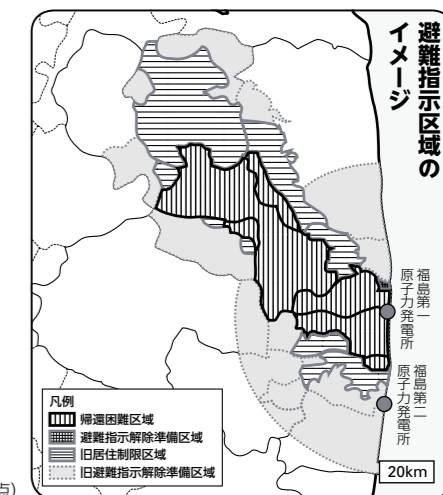 避難指示区域の
イメージ
福島第一
原子力発電所
福島第二
原子力発電所
凡例
帰還困難区域
避難指示解除準備区域
旧居住制限区域
旧避難指示解除準備区域
20km
点)